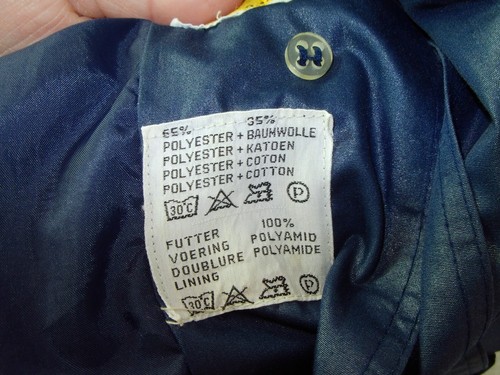 65% 35%
POLYESTER + BAUMWOLLE
POLYESTER + KATOEN
POLYESTER + COTON
POLYESTER + COTTON
30°C P
FUTTER 100%
VOERING POLYAMID
DOUBLURE POLYAMIDE
LINING
30°C P